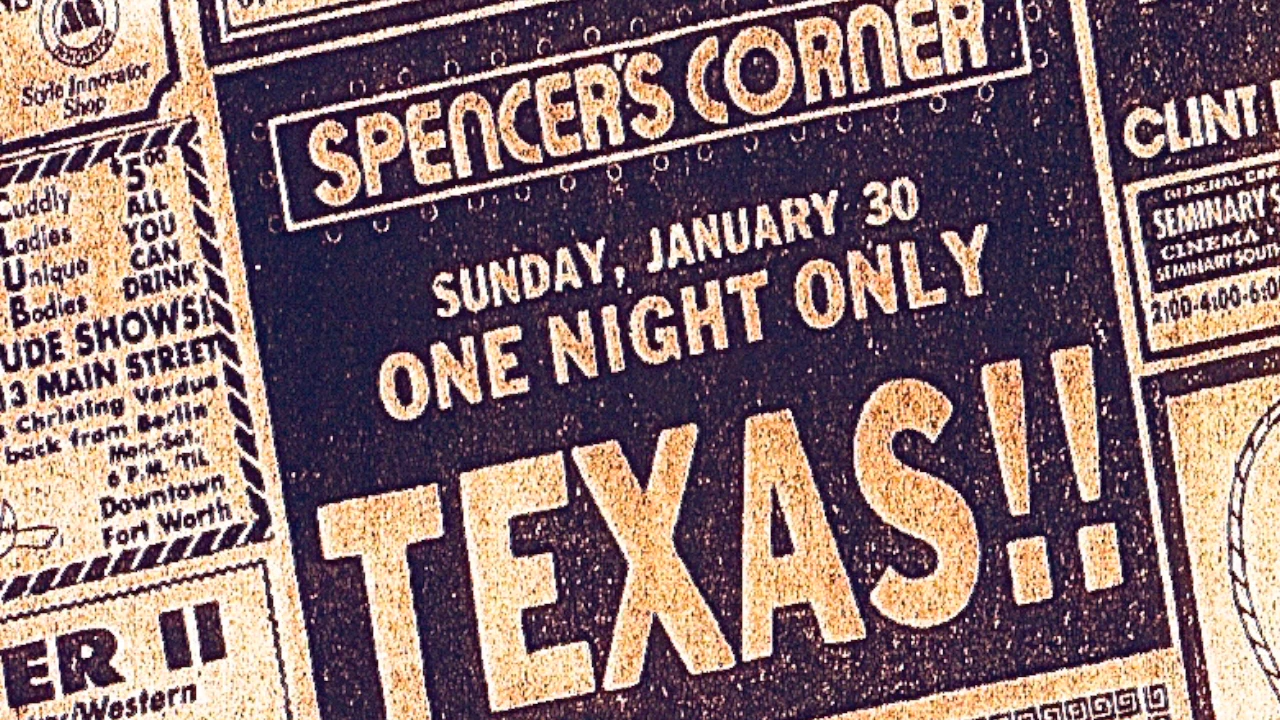 Style Innovator
Shop
$5.00
Cuddly ALL
Ladies YOU
Unique CAN
Bodies DRINK
UDE SHOWS!
13 MAIN STREET
Christing Verdue
back from Berlin
Mon.-Sat.
6 P.M. 'TIL
Downtown
Fort Worth
ER II
Western
SPENCER'S CORNER
SUNDAY, JANUARY 30
ONE NIGHT ONLY
TEXAS!!
CLINT
SEMINARY S
CINEMA
SEMINARY SOUTH
2:00-4:00-6:0